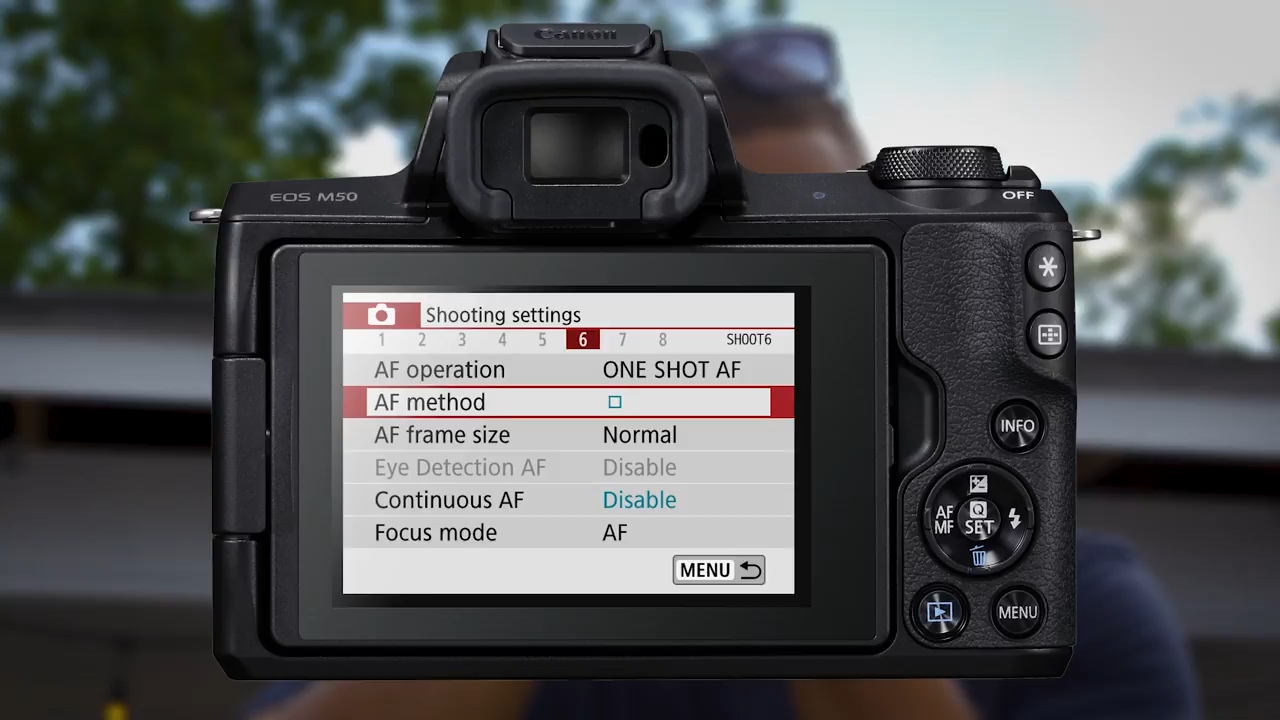 Canon
EOS M50
OFF
Shooting settings
1 2 3 4 5 6 7 8 SHOOT6
AF operation ONE SHOT AF
AF method
AF frame size Normal
Eye Detection AF Disable
Continuous AF Disable
Focus mode AF
MENU
INFO
AF
MF
Q
SET
MENU